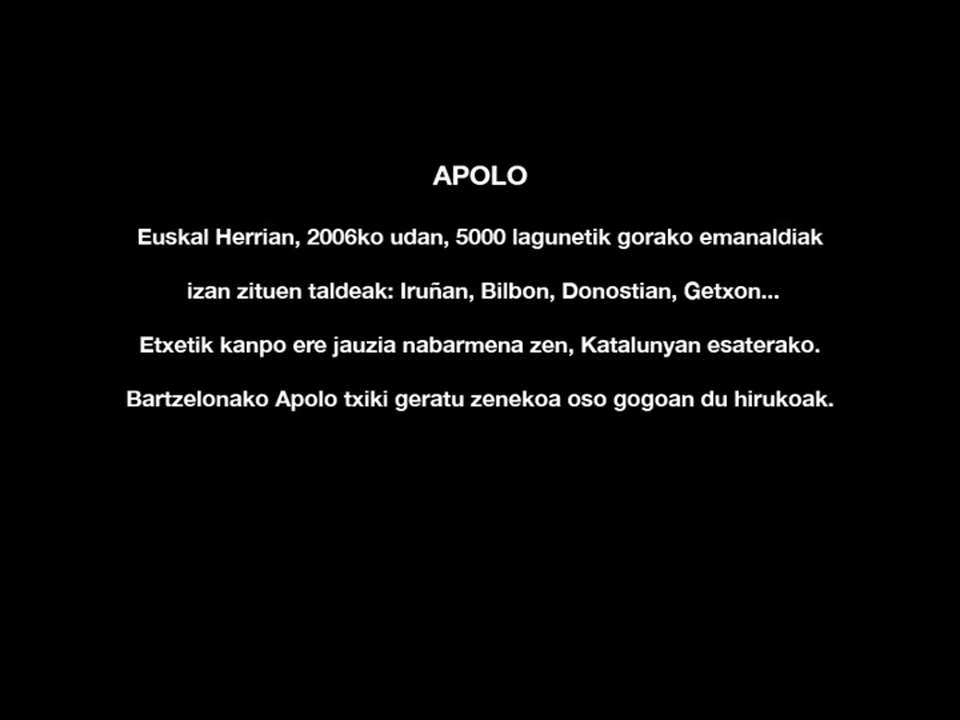 APOLO
Euskal Herrian, 2006ko udan, 5000 lagunetik gorako emanaldiak
izan zituen taldeak: Iruñan, Bilbon, Donostian, Getxon...
Etxetik kanpo ere jauzia nabarmena zen, Katalunyan esaterako.
Bartzelonako Apolo txiki geratu zenekoa oso gogoan du hirukoak.